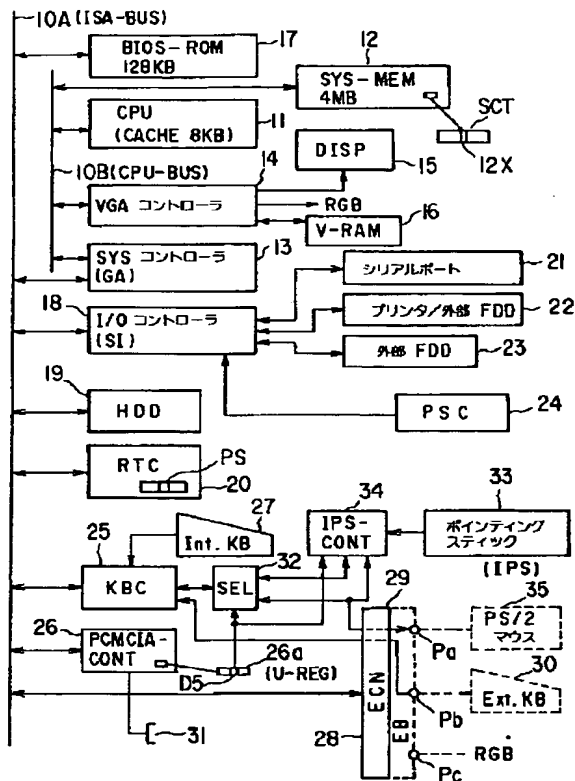 10A(ISA-BUS)
BIOS-ROM
128KB
17
12
SYS-MEM
4MB
SCT
12X
CPU
(CACHE 8KB)
11
DISP
15
10B(CPU-BUS)
14
VGA コントローラ
RGB
V-RAM
16
SYS コントローラ
(GA)
13
シリアルポート
21
18
I/O コントローラ
(SI)
プリンタ/外部 FDD
22
外部 FDD
23
19
HDD
PSC
24
RTC
PS
20
27
Int. KB
34
IPS-
CONT
33
ポインティング
スティック
(IPS)
25
KBC
32
SEL
29
35
PS/2
マウス
Pa
26
PCMCIA-
CONT
26a
(U-REG)
D5
30
Ext. KB
Pb
ECN
EB
28
31
RGB
Pc